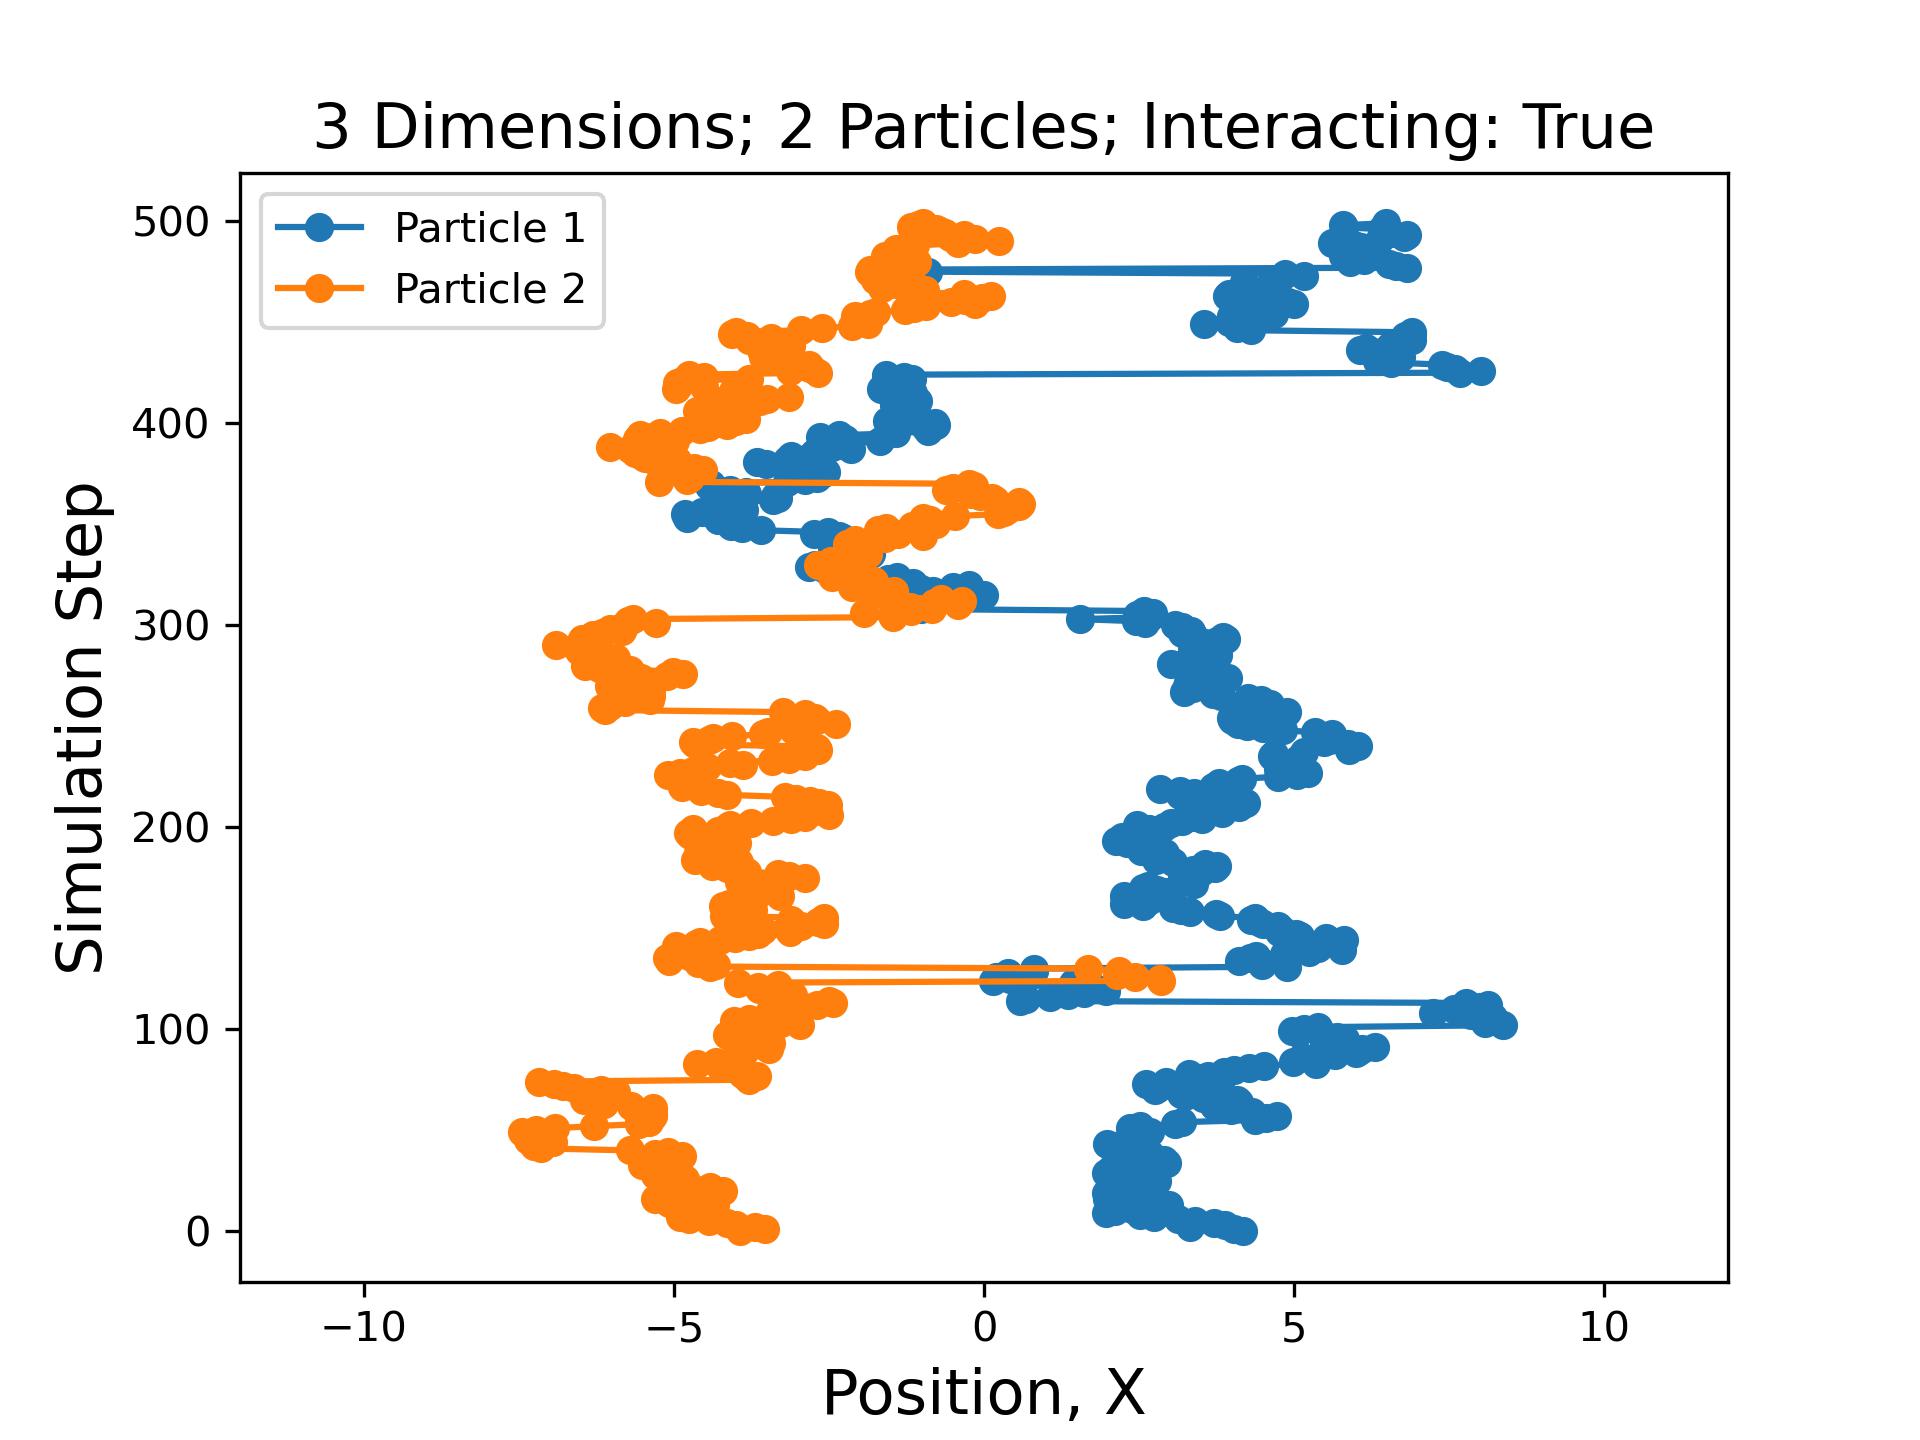 3 Dimensions; 2 Particles; Interacting: True
Particle 1
Particle 2
500
400
300
200
100
0
Simulation Step
−10
−5
0
5
10
Position, X